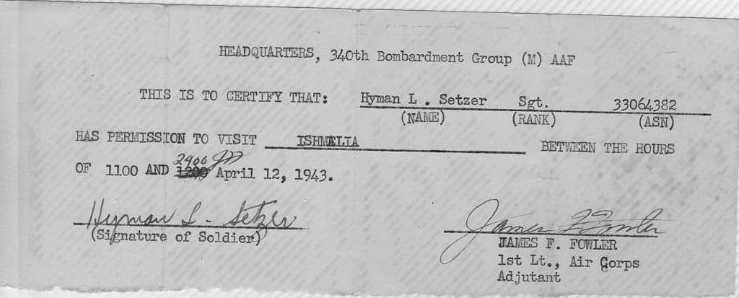 HEADQUARTERS, 340th Bombardment Group (M) AAF
THIS IS TO CERTIFY THAT: Hyman L . Setzer Sgt. 33064382
(NAME) (RANK) (ASN)
HAS PERMISSION TO VISIT ISHMELIA BETWEEN THE HOURS
2400
OF 1100 AND 1200 April 12, 1943.
Hyman L. Setzer James F Fowler
(Signature of Soldier) JAMES F. FOWLER
1st Lt., Air Corps
Adjutant